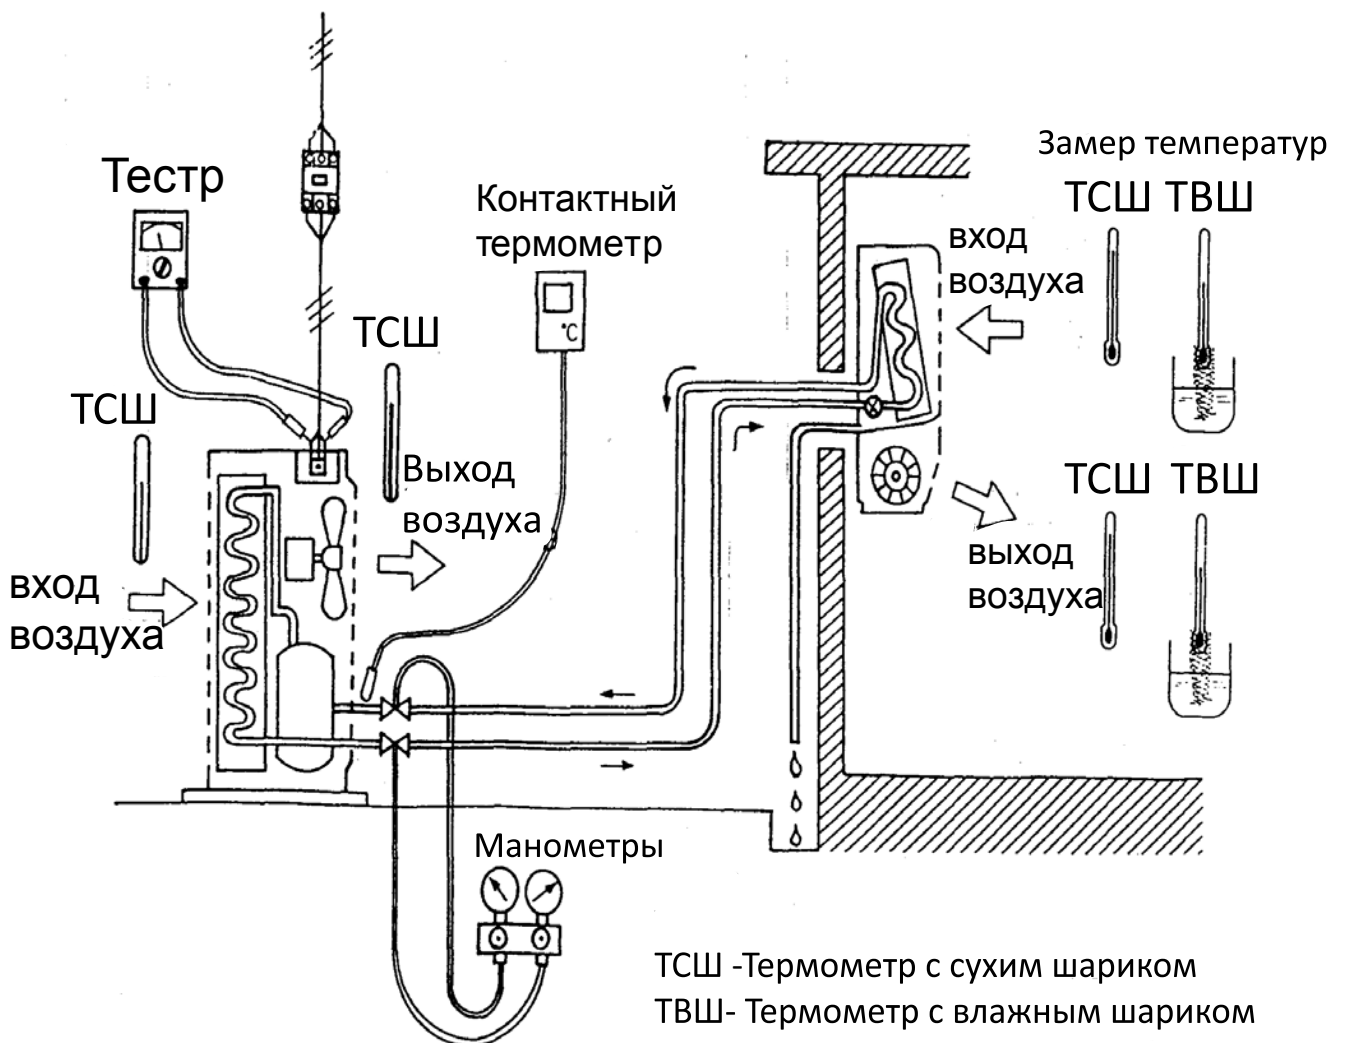 Замер температур
Тестр
ТСШ ТВШ
Контактный
термометр
вход
воздуха
°C
ТСШ
ТСШ
Выход
воздуха
ТСШ ТВШ
выход
воздуха
вход
воздуха
Манометры
ТСШ -Термометр с сухим шариком
ТВШ- Термометр с влажным шариком